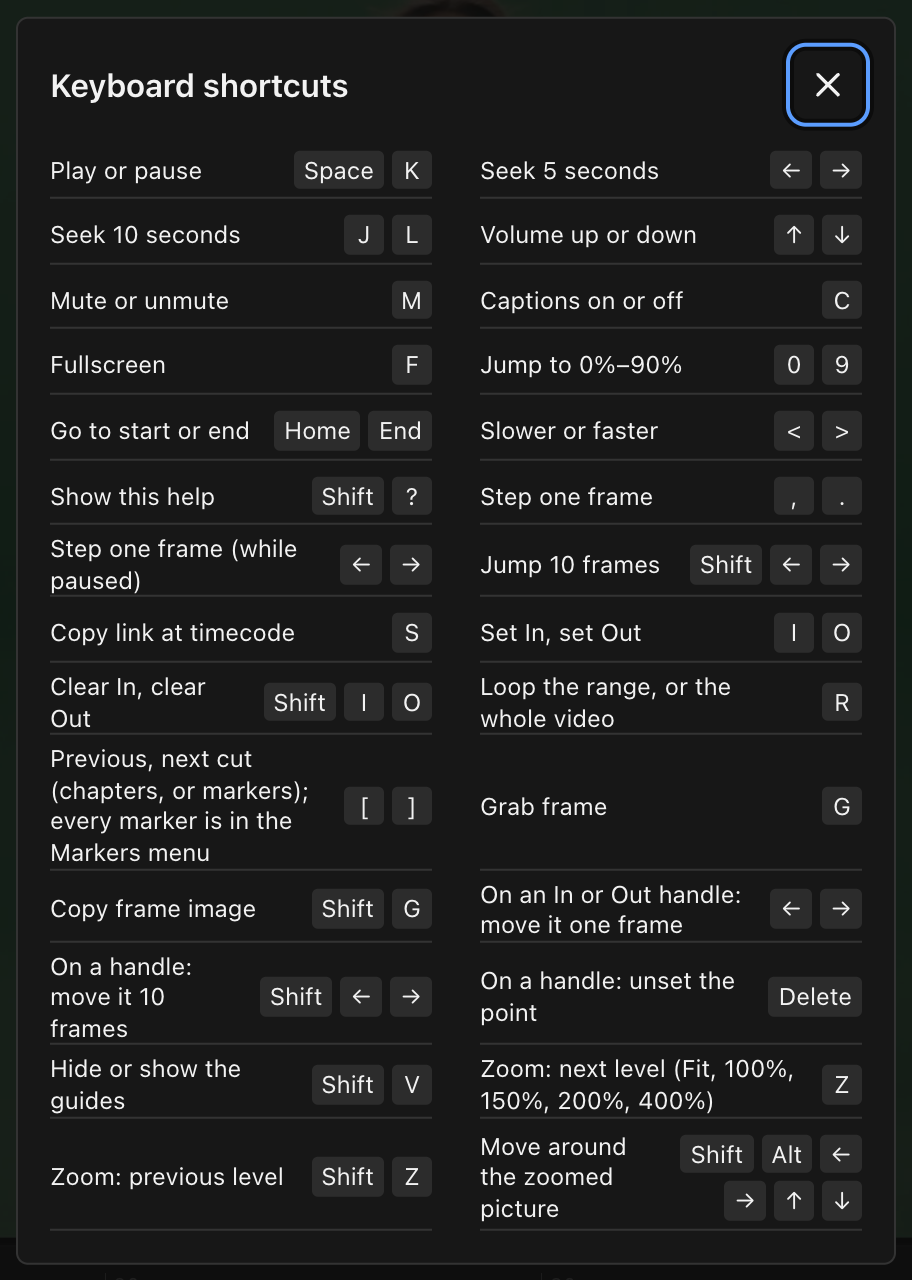 Keyboard shortcuts
Play or pause Space K
Seek 5 seconds ← →
Seek 10 seconds J L
Volume up or down ↑ ↓
Mute or unmute M
Captions on or off C
Fullscreen F
Jump to 0%–90% 0 9
Go to start or end Home End
Slower or faster < >
Show this help Shift ?
Step one frame , .
Step one frame (while
paused) ← →
Jump 10 frames Shift ← →
Copy link at timecode S
Set In, set Out I O
Clear In, clear
Out Shift I O
Loop the range, or the
whole video R
Previous, next cut
(chapters, or markers);
every marker is in the
Markers menu [ ]
Grab frame G
Copy frame image Shift G
On an In or Out handle:
move it one frame ← →
On a handle:
move it 10
frames Shift ← →
On a handle: unset the
point Delete
Hide or show the
guides Shift V
Zoom: next level (Fit, 100%,
150%, 200%, 400%) Z
Zoom: previous level Shift Z
Move around
the zoomed
picture Shift Alt ←
→ ↑ ↓